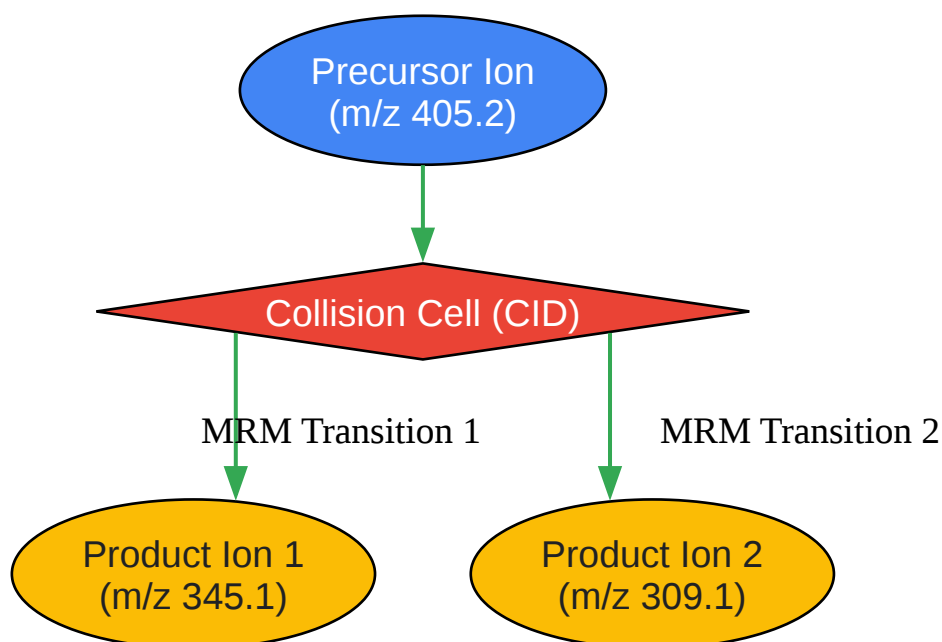 Precursor Ion
(m/z 405.2)
Collision Cell (CID)
MRM Transition 1
MRM Transition 2
Product Ion 1
(m/z 345.1)
Product Ion 2
(m/z 309.1)